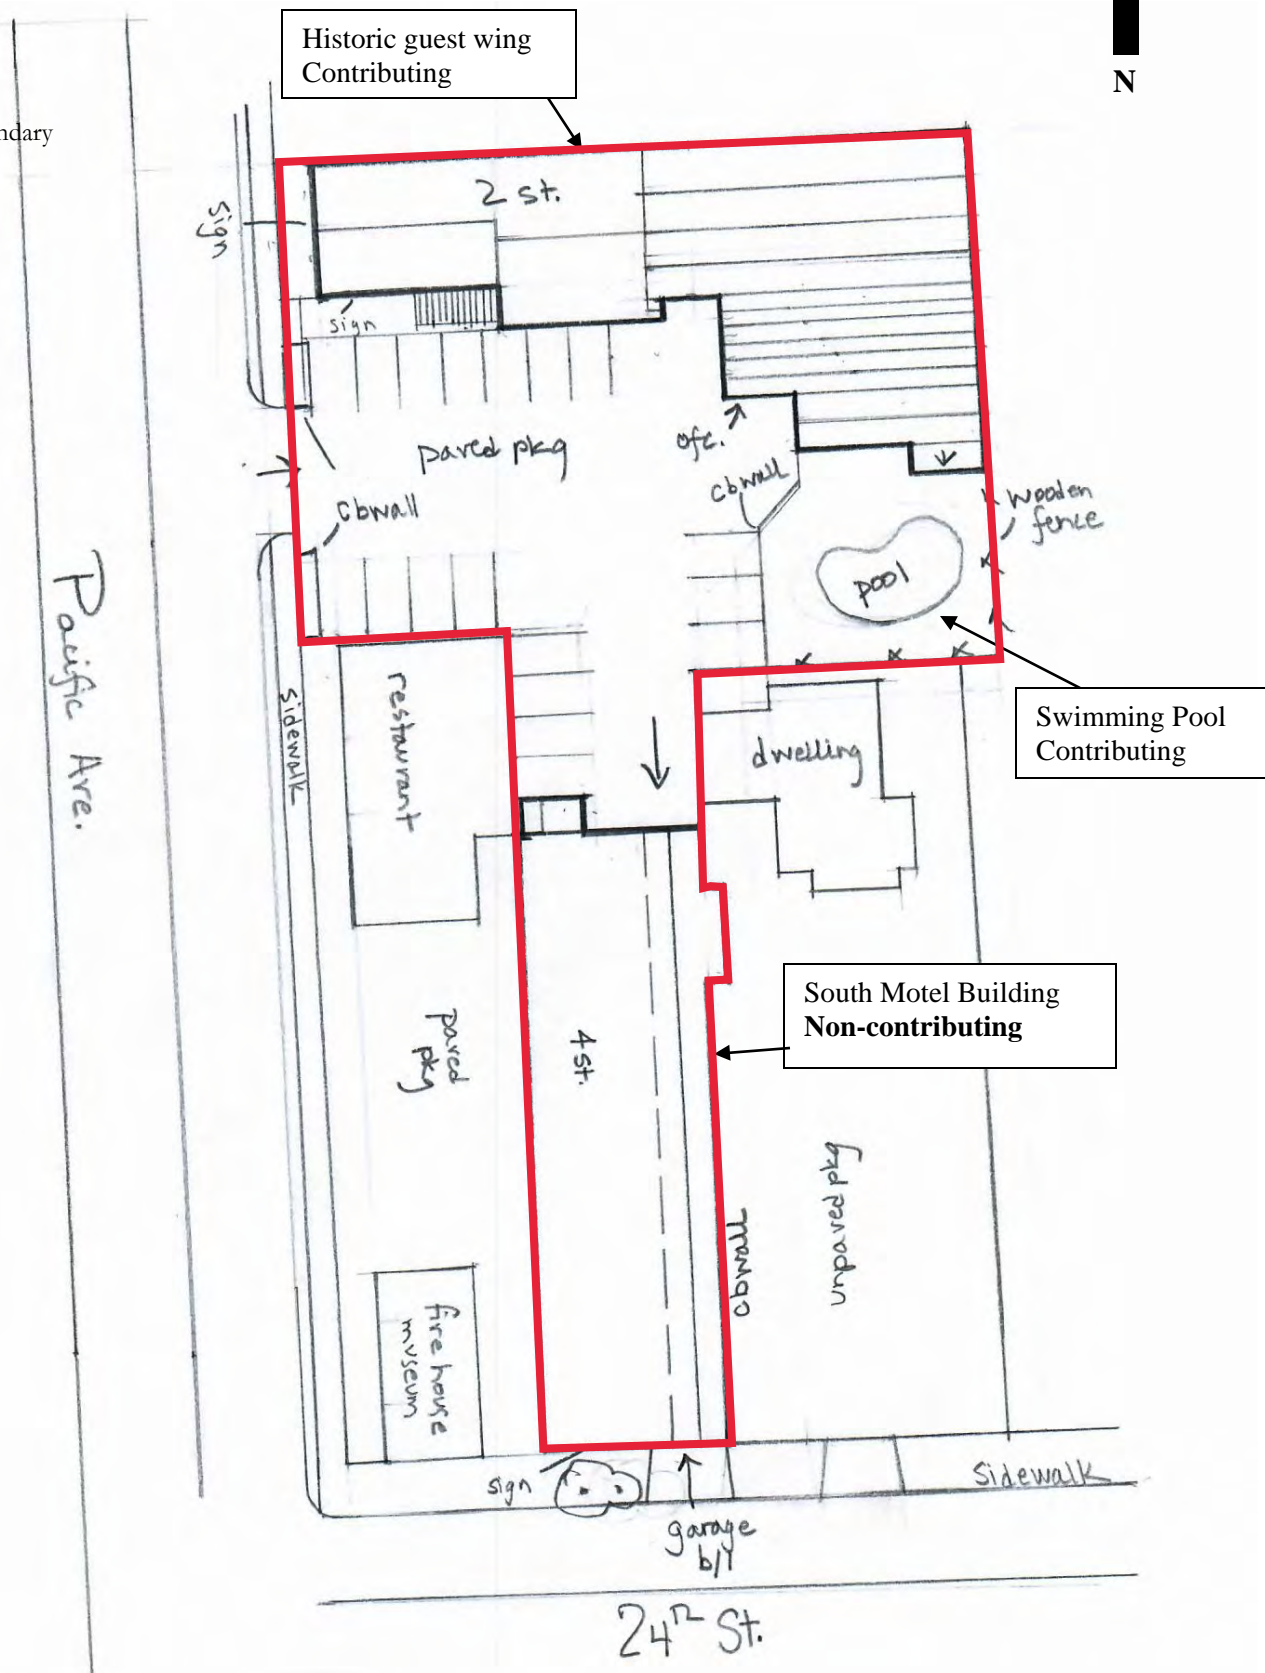 Historic guest wing
Contributing
N
ndary
2 st.
sign
sign
paved pkg
ofc.
cbwall
cbwall
wooden
fence
pool
Pacific Ave.
sidewalk
restaurant
dwelling
Swimming Pool
Contributing
South Motel Building
Non-contributing
4 st.
paved
pkg
unpaved pkg
cbwall
fire house
museum
sign
Sidewalk
garage
24th St.